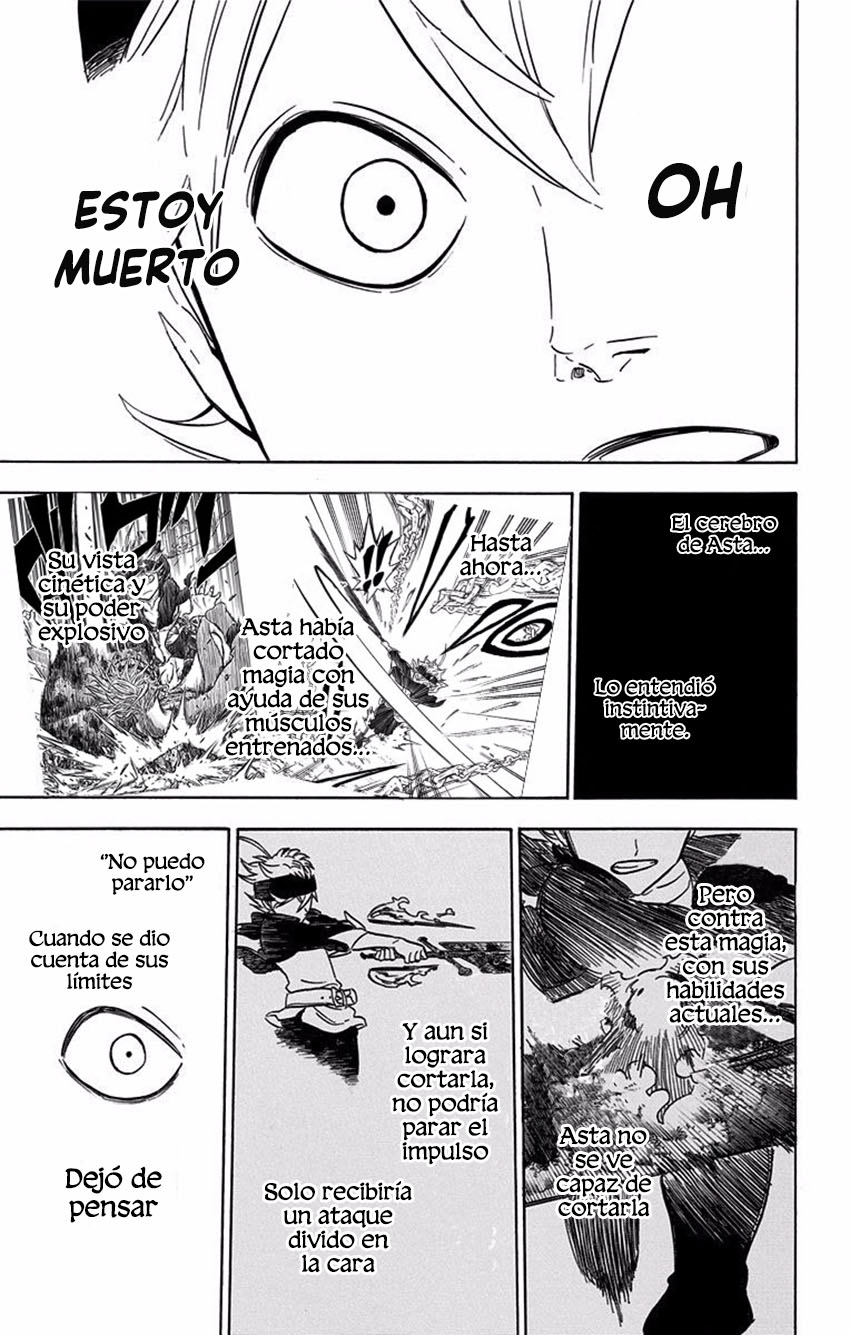 OH
ESTOY
MUERTO
El cerebro
de Asta...
Lo entendió
instintiva-
mente.
Hasta
ahora...
Asta había
cortado
magia con
ayuda de sus
músculos
entrenados...
Su vista
cinética y
su poder
explosivo
Pero
contra
esta magia,
con sus
habilidades
actuales...
Asta no
se ve
capaz de
cortarla
Y aun si
lograra
cortarla,
no podría
parar el
impulso
Solo recibiría
un ataque
divido en
la cara
"No puedo
pararlo"
Cuando se dio
cuenta de sus
límites
Dejó de
pensar